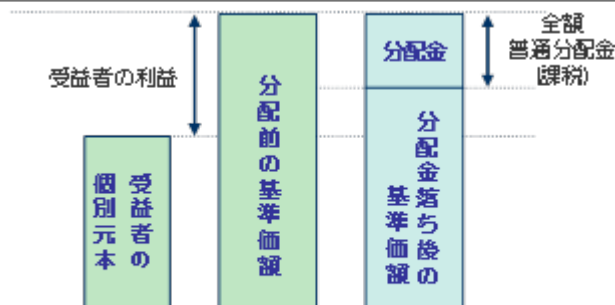 受益者の利益
受益者の
個別元本
分配前の基準価額
分配金
分配金落ち後の
基準価額
全額
普通分配金
(課税)